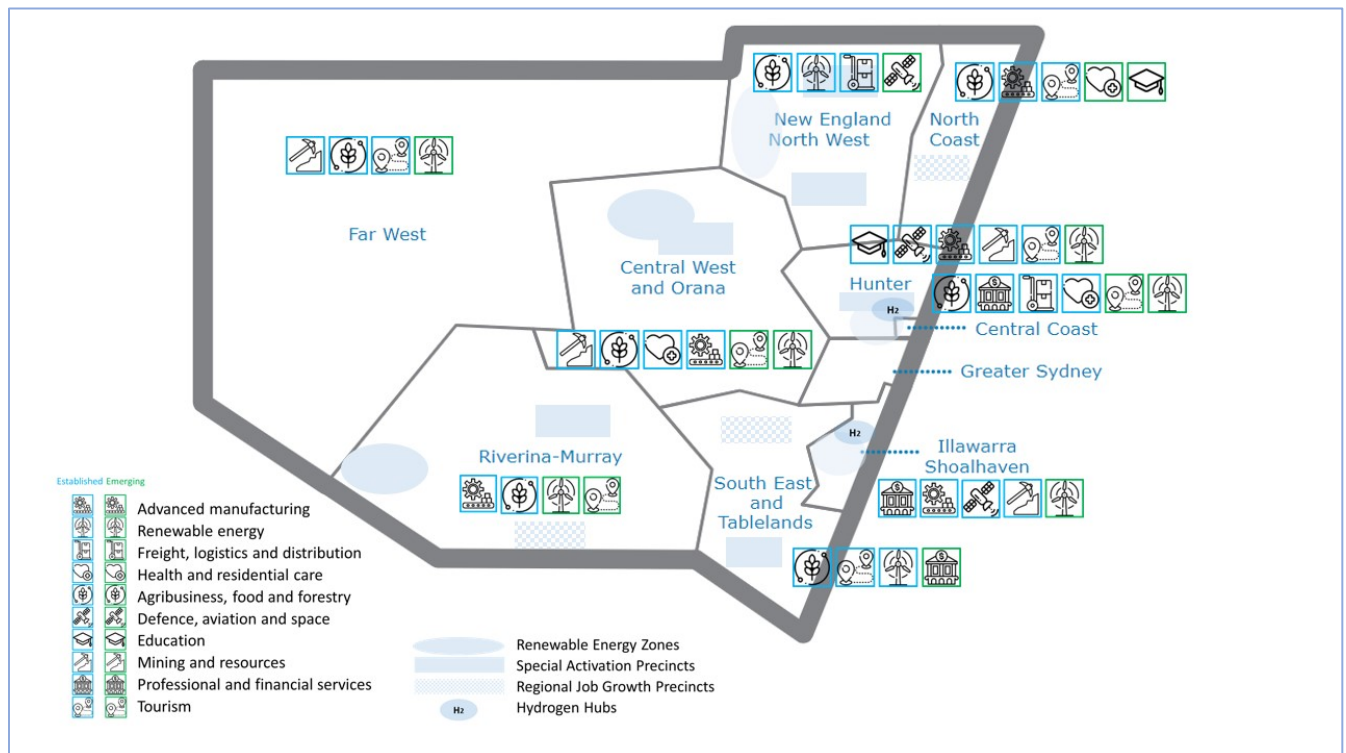 New England
North West
North
Coast
Far West
Central West
and Orana
Hunter
H2
Central Coast
Greater Sydney
H2
Illawarra
Shoalhaven
Riverina-Murray
South East
and
Tablelands
Established Emerging
Advanced manufacturing
Renewable energy
Freight, logistics and distribution
Health and residential care
Agribusiness, food and forestry
Defence, aviation and space
Education
Mining and resources
Professional and financial services
Tourism
Renewable Energy Zones
Special Activation Precincts
Regional Job Growth Precincts
H2 Hydrogen Hubs